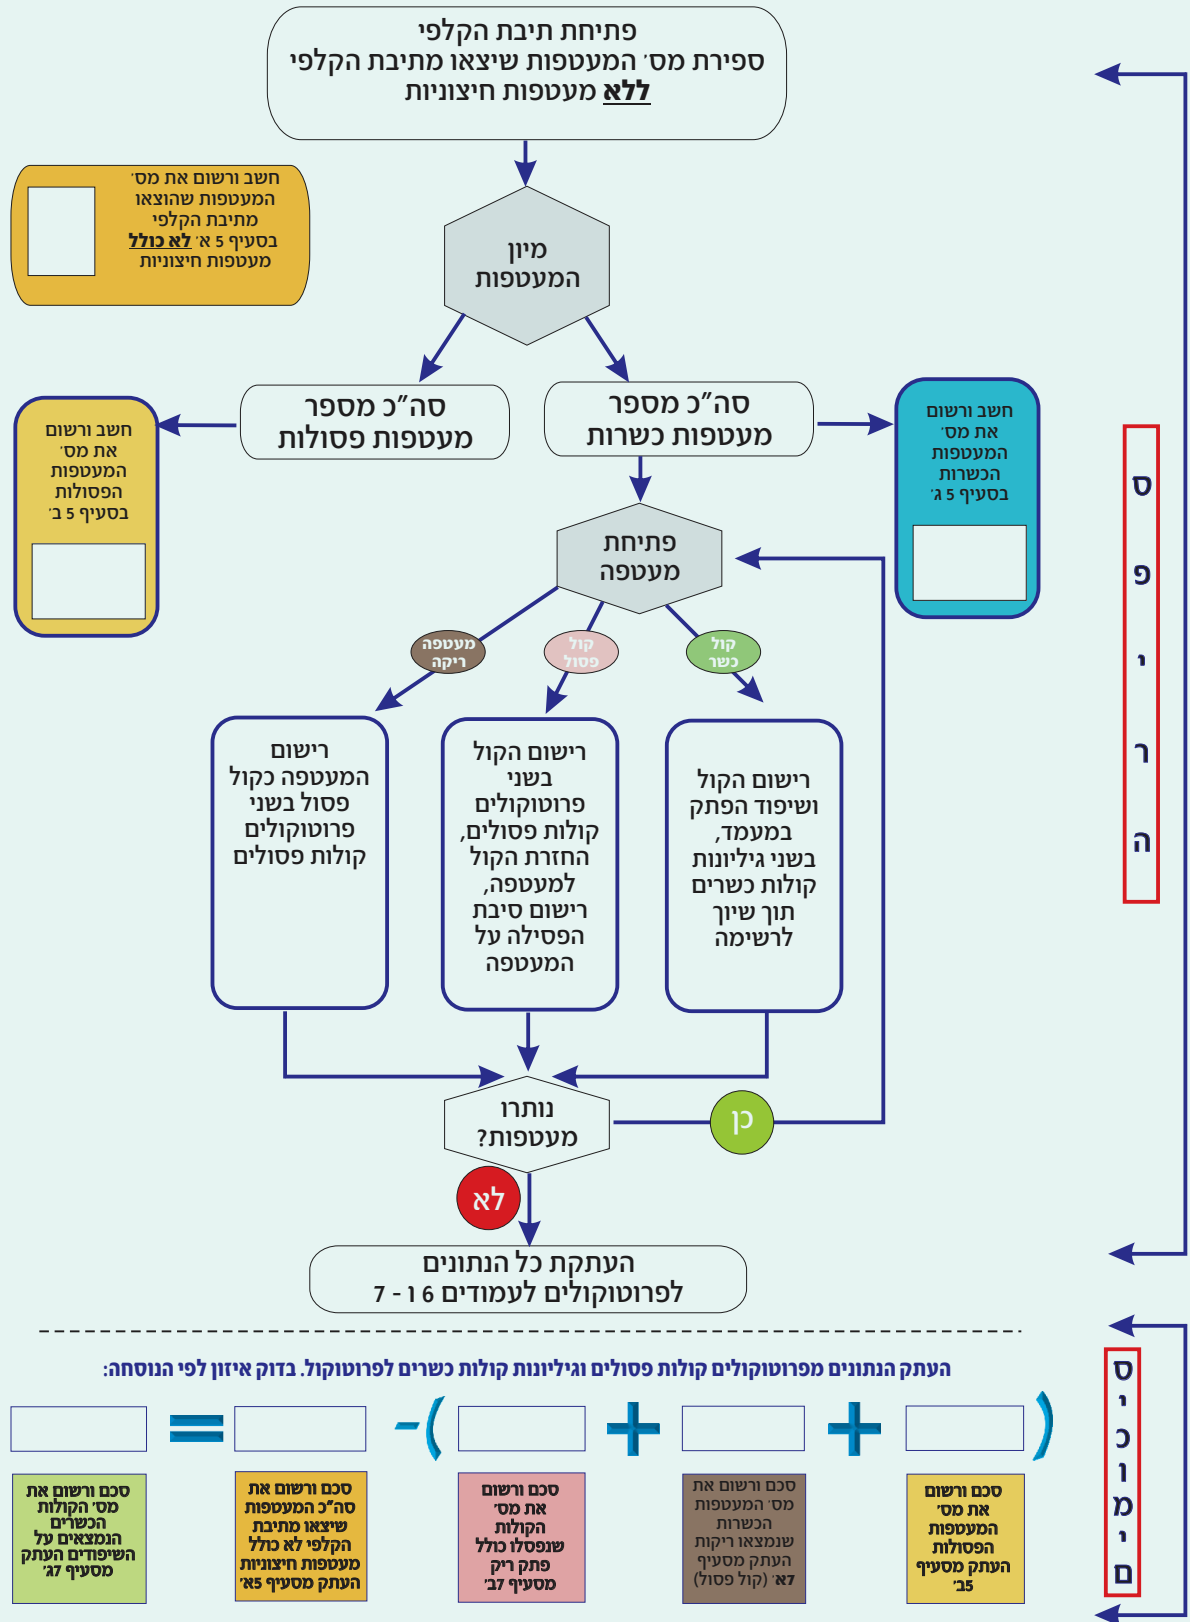 פתיחת תיבת הקלפי
ספירת מס׳ המעטפות שיצאו מתיבת הקלפי
ללא מעטפות חיצוניות
חשב ורשום את מס׳
המעטפות שהוצאו
מתיבת הקלפי
בסעיף 5 א׳ לא כולל
מעטפות חיצוניות
מיון
המעטפות
סה״כ מספר
מעטפות כשרות
סה״כ מספר
מעטפות פסולות
חשב ורשום
את מס׳
המעטפות
הכשרות
בסעיף 5 ג׳
חשב ורשום
את מס׳
המעטפות
הפסולות
בסעיף 5 ב׳
פתיחת
מעטפה
קול
כשר
קול
פסול
מעטפה
ריקה
רישום הקול
ושיפוד הפתק
במעמד,
בשני גיליונות
קולות כשרים
תוך שיוך
לרשימה
רישום הקול
בשני
פרוטוקולים
קולות פסולים,
החזרת הקול
למעטפה,
רישום סיבת
הפסילה על
המעטפה
רישום
המעטפה כקול
פסול בשני
פרוטוקולים
קולות פסולים
נותרו
מעטפות?
כן
לא
העתקת כל הנתונים
לפרוטוקולים לעמודים 6 ו - 7
ס
פ
י
ר
ה
העתק הנתונים מפרוטוקולים קולות פסולים וגיליונות קולות כשרים לפרוטוקול. בדוק איזון לפי הנוסחה:
( + + ) - =
סכם ורשום
את מס׳
המעטפות
הפסולות
העתק מסעיף
5ב׳
סכם ורשום את
מס׳ המעטפות
הכשרות
שנמצאו ריקות
העתק מסעיף
7א׳ (קול פסול)
סכם ורשום
את מס׳
הקולות
שנפסלו כולל
פתק ריק
מסעיף 7ב׳
סכם ורשום את
סה״כ המעטפות
שיצאו מתיבת
הקלפי לא כולל
מעטפות חיצוניות
העתק מסעיף 5א׳
סכם ורשום את
מס׳ הקולות
הכשרים
הנמצאים על
השיפודים העתק
מסעיף 7ג׳
ס
י
כ
ו
מ
י
ם